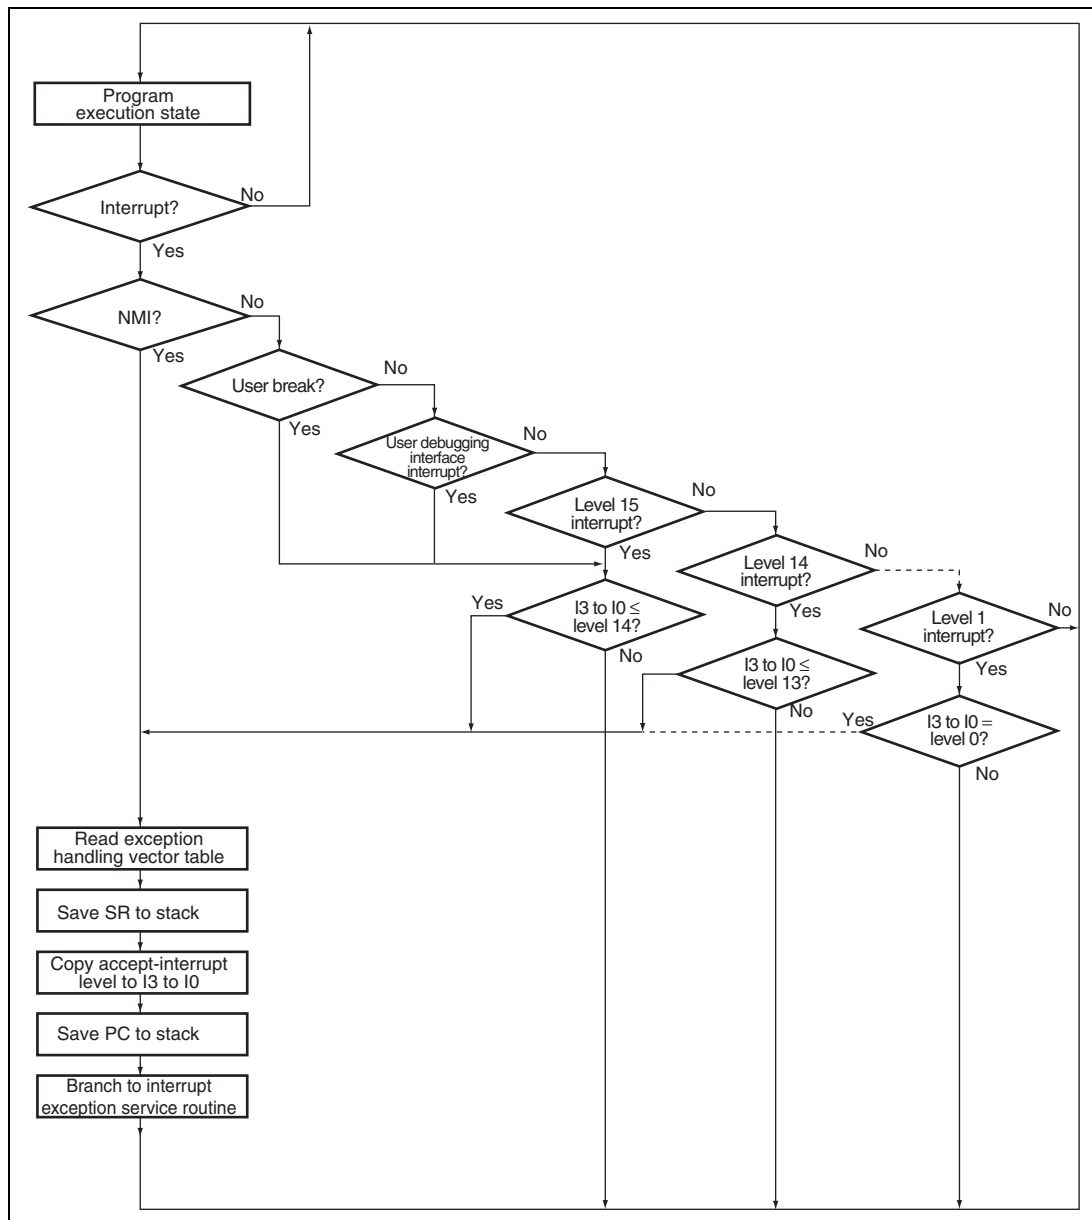 Program
execution state
No
Interrupt?
Yes
No
NMI?
Yes
No
User break?
Yes
No
User debugging
interface
interrupt?
Yes
No
Level 15
interrupt?
Yes
No
Level 14
interrupt?
Yes
No
Level 1
interrupt?
Yes
Yes
I3 to I0 ≤
level 14?
No
I3 to I0 ≤
level 13?
No
Yes
I3 to I0 =
level 0?
No
Read exception
handling vector table
Save SR to stack
Copy accept-interrupt
level to I3 to I0
Save PC to stack
Branch to interrupt
exception service routine